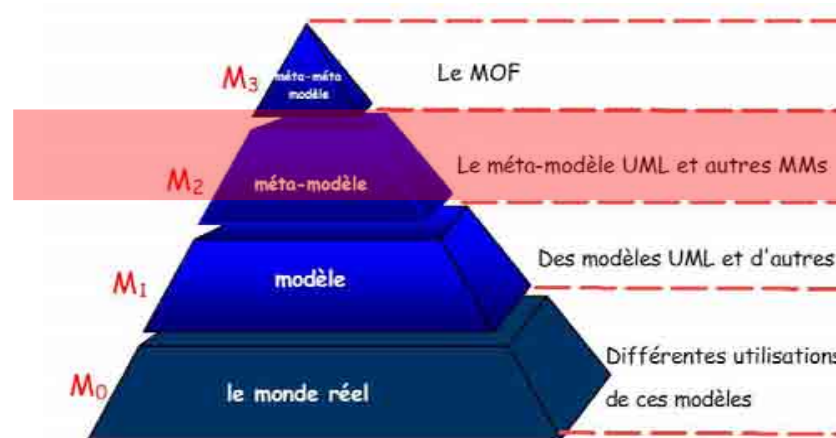 M3
méta-méta
modèle
Le MOF
M2
méta-modèle
Le méta-modèle UML et autres MMs
M1
modèle
Des modèles UML et d'autres
M0
le monde réel
Différentes utilisations
de ces modèles